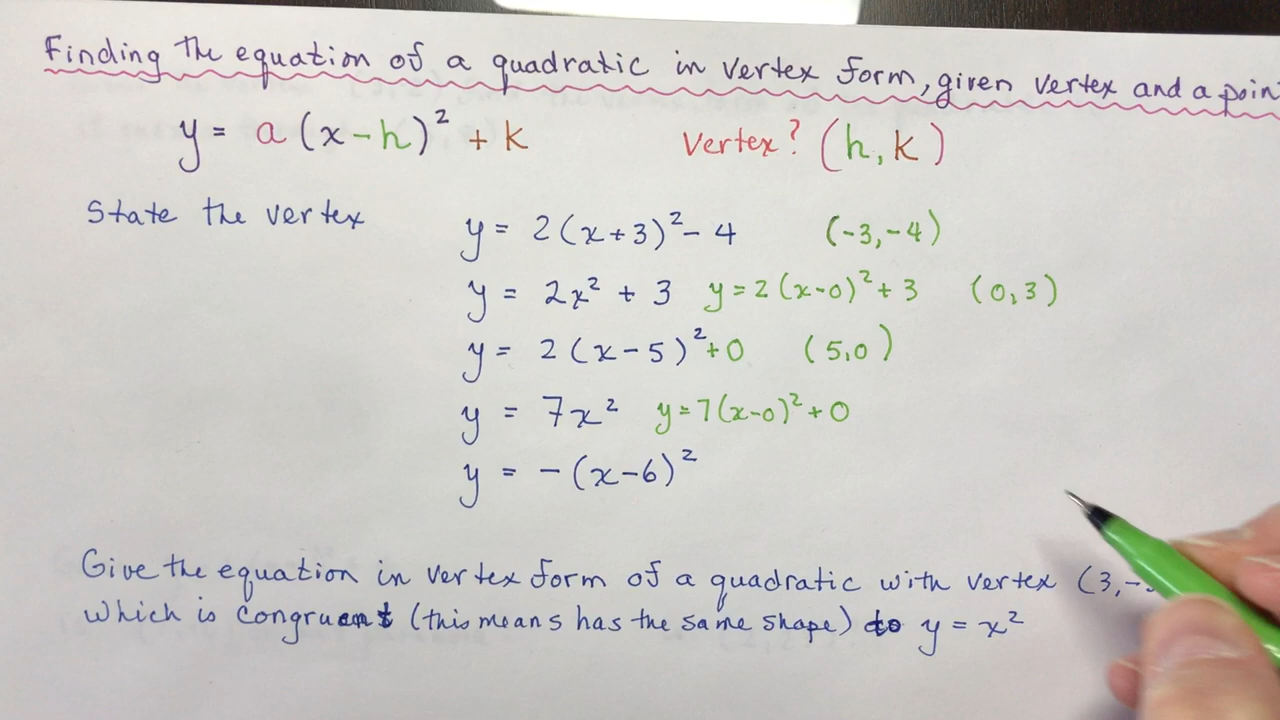 Finding the equation of a quadratic in vertex form, given vertex and a poin
y = a (x-h)² + k    Vertex? (h, k)
State the vertex    y = 2(x+3)² - 4    (-3,-4)
y = 2x² + 3    y = 2(x-0)² + 3    (0,3)
y = 2(x-5)² + 0    (5,0)
y = 7x²    y = 7(x-0)² + 0
y = -(x-6)²
Give the equation in vertex form of a quadratic with vertex (3,-
which is congruent (this means has the same shape) to y = x²